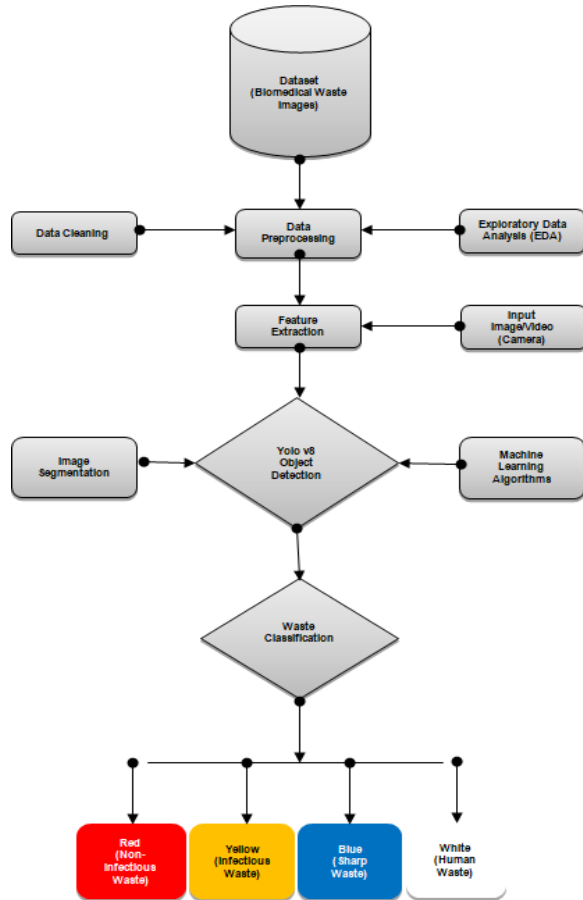 Dataset
(Biomedical Waste
Images)
Data Cleaning
Data
Preprocessing
Exploratory Data
Analysis (EDA)
Feature
Extraction
Input
Image/Video
(Camera)
Image
Segmentation
Yolo v8
Object
Detection
Machine
Learning
Algorithms
Waste
Classification
Red
(Non-
Infectious
Waste)
Yellow
(Infectious
Waste)
Blue
(Sharp
Waste)
White
(Human
Waste)